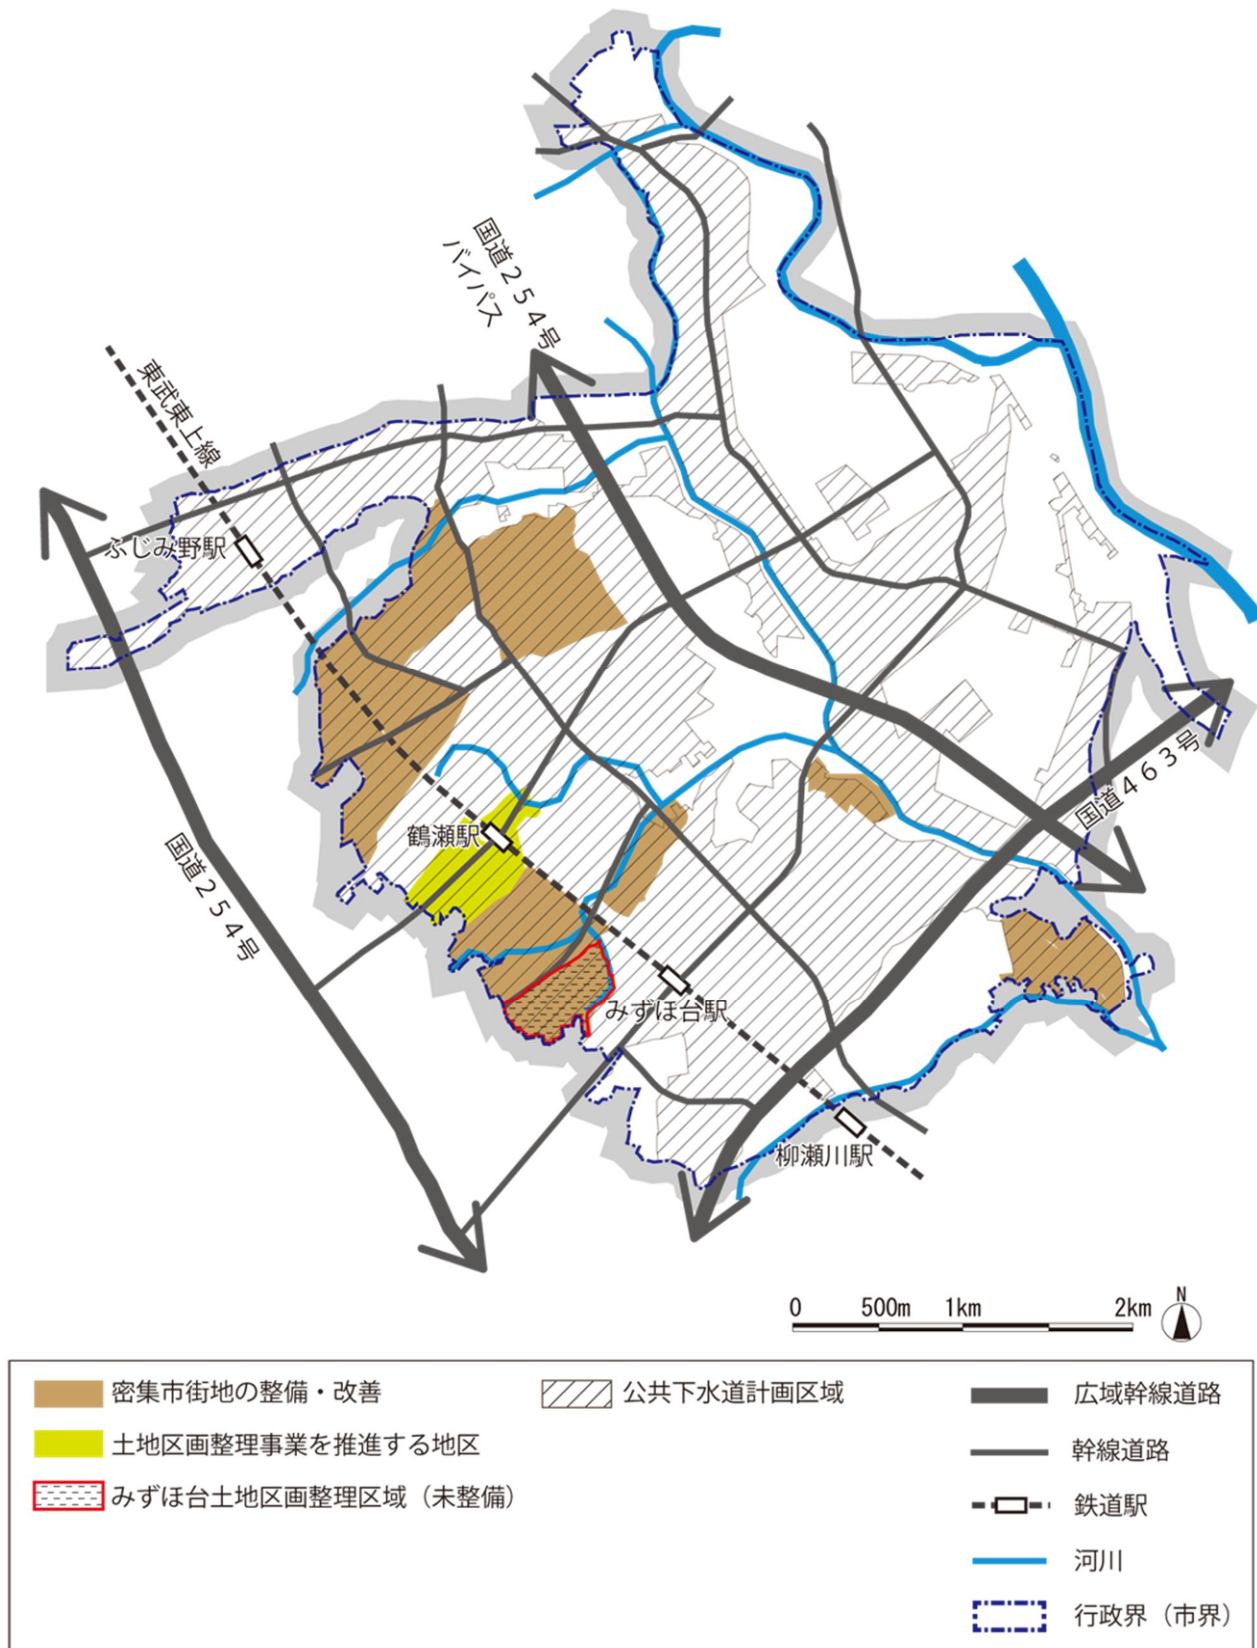 国道２５４号
バイパス
東武東上線
ふじみ野駅
鶴瀬駅
国道２５４号
国道４６３号
みずほ台駅
柳瀬川駅
0 500m 1km 2km
N
密集市街地の整備・改善
土地区画整理事業を推進する地区
みずほ台土地区画整理区域（未整備）
公共下水道計画区域
広域幹線道路
幹線道路
鉄道駅
河川
行政界（市界）